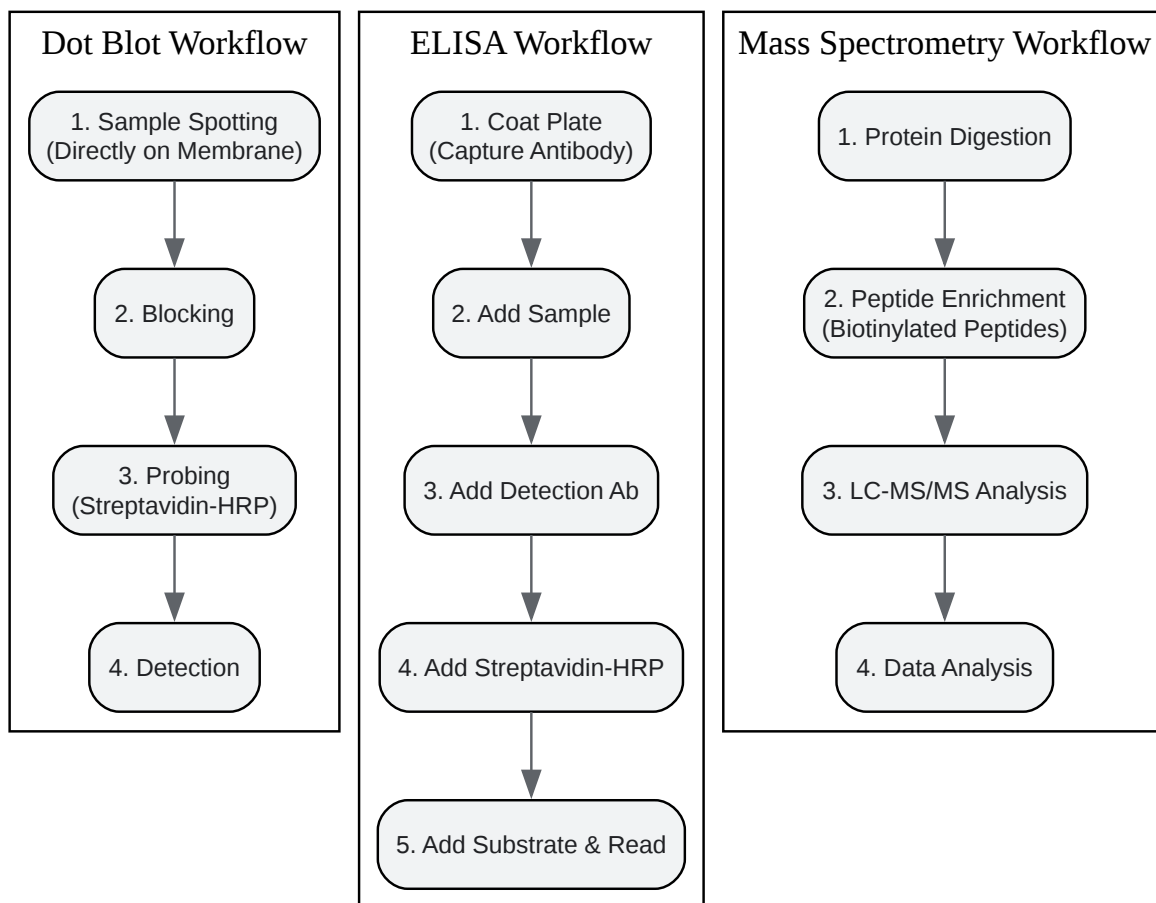 Dot Blot Workflow
1. Sample Spotting
(Directly on Membrane)
2. Blocking
3. Probing
(Streptavidin-HRP)
4. Detection
ELISA Workflow
1. Coat Plate
(Capture Antibody)
2. Add Sample
3. Add Detection Ab
4. Add Streptavidin-HRP
5. Add Substrate & Read
Mass Spectrometry Workflow
1. Protein Digestion
2. Peptide Enrichment
(Biotinylated Peptides)
3. LC-MS/MS Analysis
4. Data Analysis